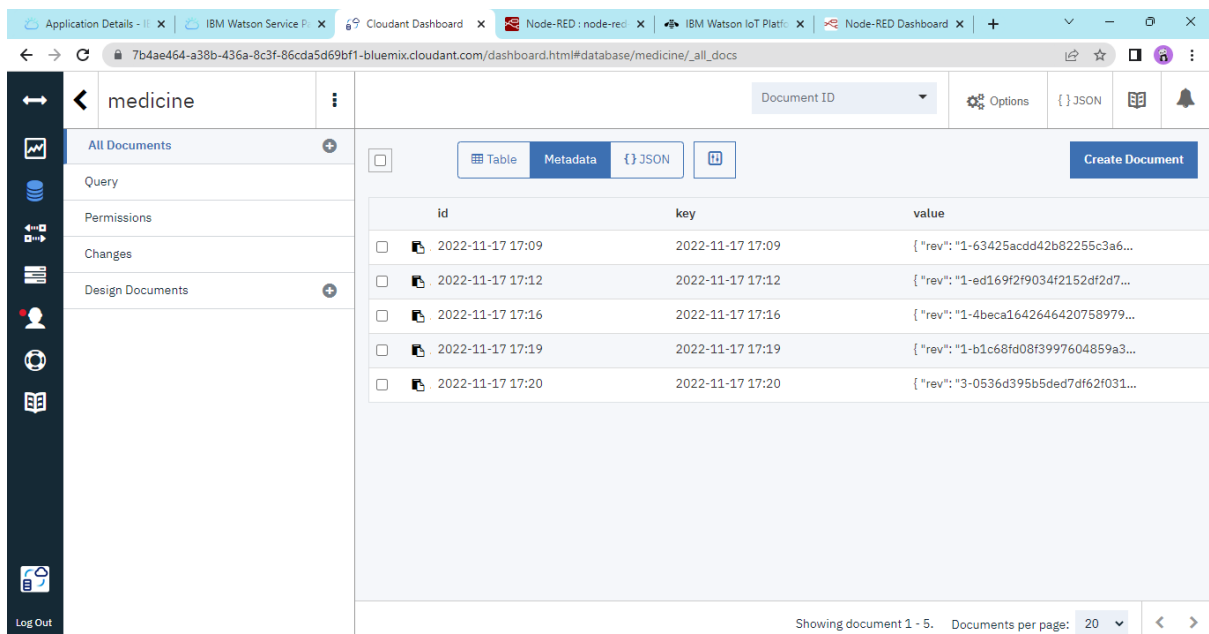 Application Details - IB
IBM Watson Service Pa
Cloudant Dashboard
Node-RED : node-red
IBM Watson IoT Platfo
Node-RED Dashboard
7b4ae464-a38b-436a-8c3f-86cda5d69bf1-bluemix.cloudant.com/dashboard.html#database/medicine/_all_docs
medicine
Document ID
Options
{ } JSON
All Documents
Query
Permissions
Changes
Design Documents
Table
Metadata
{ } JSON
Create Document
id key value
2022-11-17 17:09 2022-11-17 17:09 { "rev": "1-63425acdd42b82255c3a6...
2022-11-17 17:12 2022-11-17 17:12 { "rev": "1-ed169f2f9034f2152df2d7...
2022-11-17 17:16 2022-11-17 17:16 { "rev": "1-4beca1642646420758979...
2022-11-17 17:19 2022-11-17 17:19 { "rev": "1-b1c68fd08f3997604859a3...
2022-11-17 17:20 2022-11-17 17:20 { "rev": "3-0536d395b5ded7df62f031...
Log Out
Showing document 1 - 5. Documents per page: 20